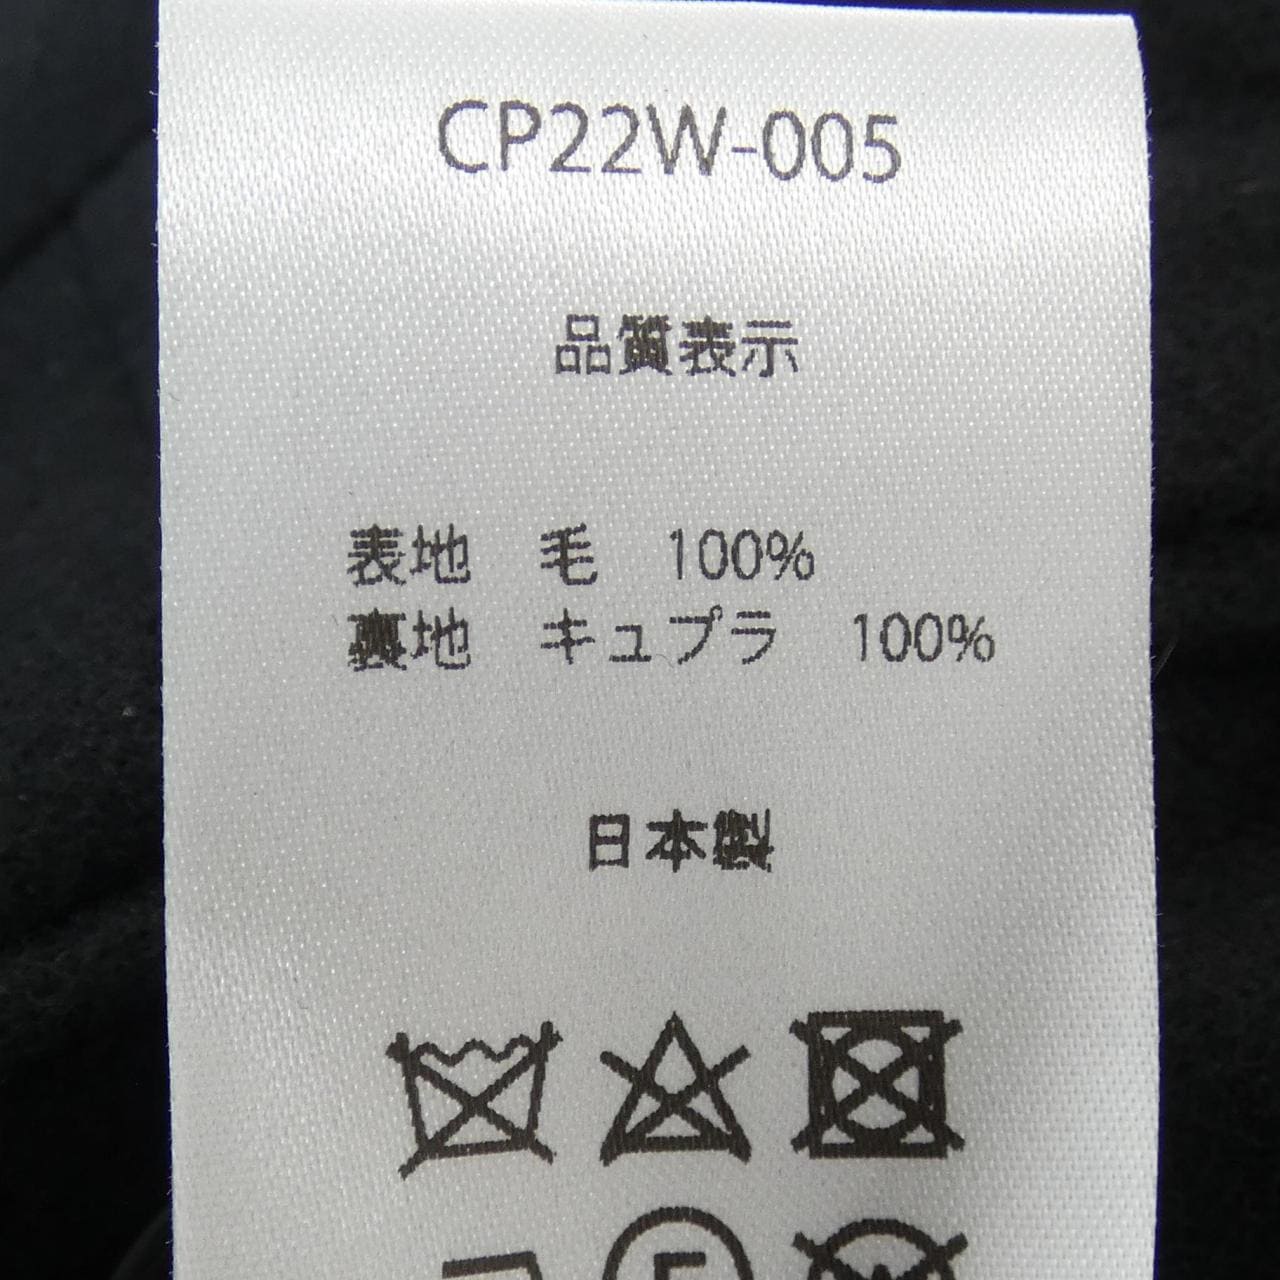 CP22W-005
品質表示
表地　毛　100%
裏地　キュプラ　100%
日本製